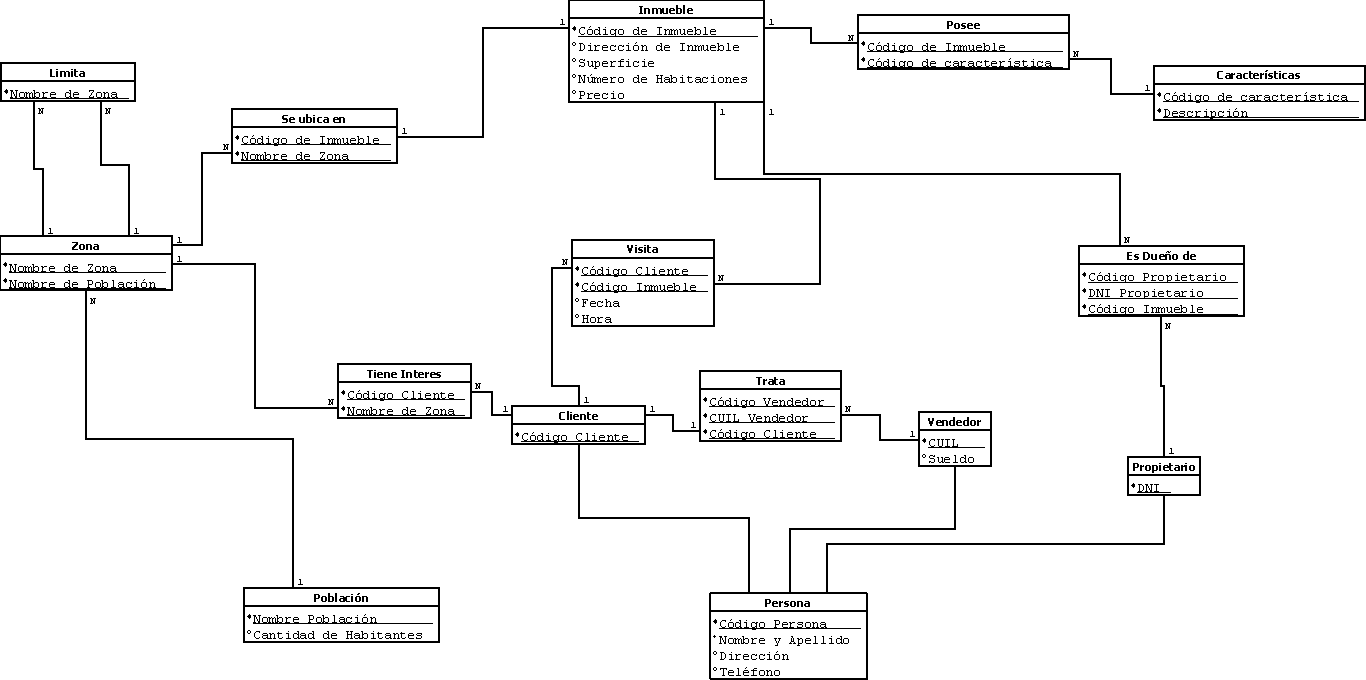 Inmueble
*Código de Inmueble
°Dirección de Inmueble
°Superficie
°Número de Habitaciones
°Precio
1
1
1
1
Posee
*Código de Inmueble
*Código de característica
N
N
Características
*Código de característica
*Descripción
1
Limita
*Nombre de Zona
N
N
Se ubica en
*Código de Inmueble
*Nombre de Zona
1
N
Zona
*Nombre de Zona
*Nombre de Población
1
1
1
1
N
Visita
*Código Cliente
*Código Inmueble
°Fecha
°Hora
N
N
Es Dueño de
*Código Propietario
*DNI Propietario
*Código Inmueble
N
N
Tiene Interes
*Código Cliente
*Nombre de Zona
N
N
Cliente
*Código Cliente
1
1
1
Trata
*Código Vendedor
*CUIL Vendedor
*Código Cliente
N
1
Vendedor
*CUIL
°Sueldo
1
Propietario
*DNI
1
Población
*Nombre Población
°Cantidad de Habitantes
1
Persona
*Código Persona
*Nombre y Apellido
°Dirección
°Teléfono